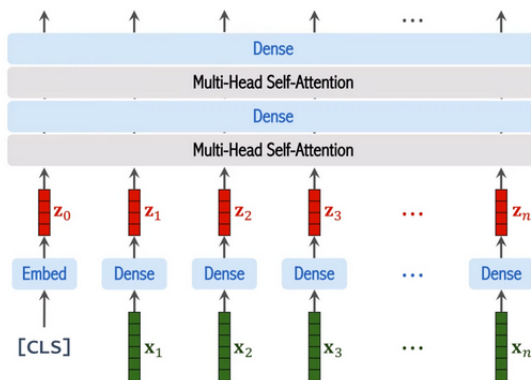 ...
Dense
Multi-Head Self-Attention
Dense
Multi-Head Self-Attention
z₀ z₁ z₂ z₃ ... zₙ
Embed Dense Dense Dense ... Dense
[CLS] x₁ x₂ x₃ ... xₙ